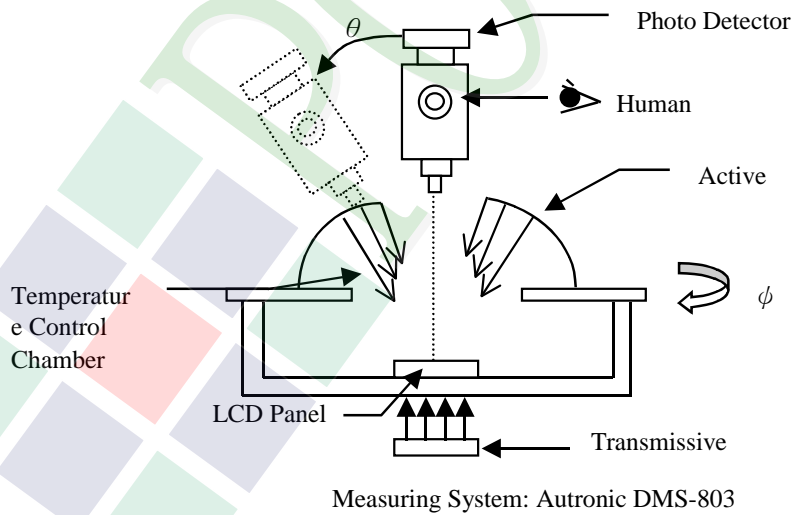 Photo Detector
θ
Human
Active
Temperatur
e Control
Chamber
ϕ
LCD Panel
Transmissive
Measuring System: Autronic DMS-803